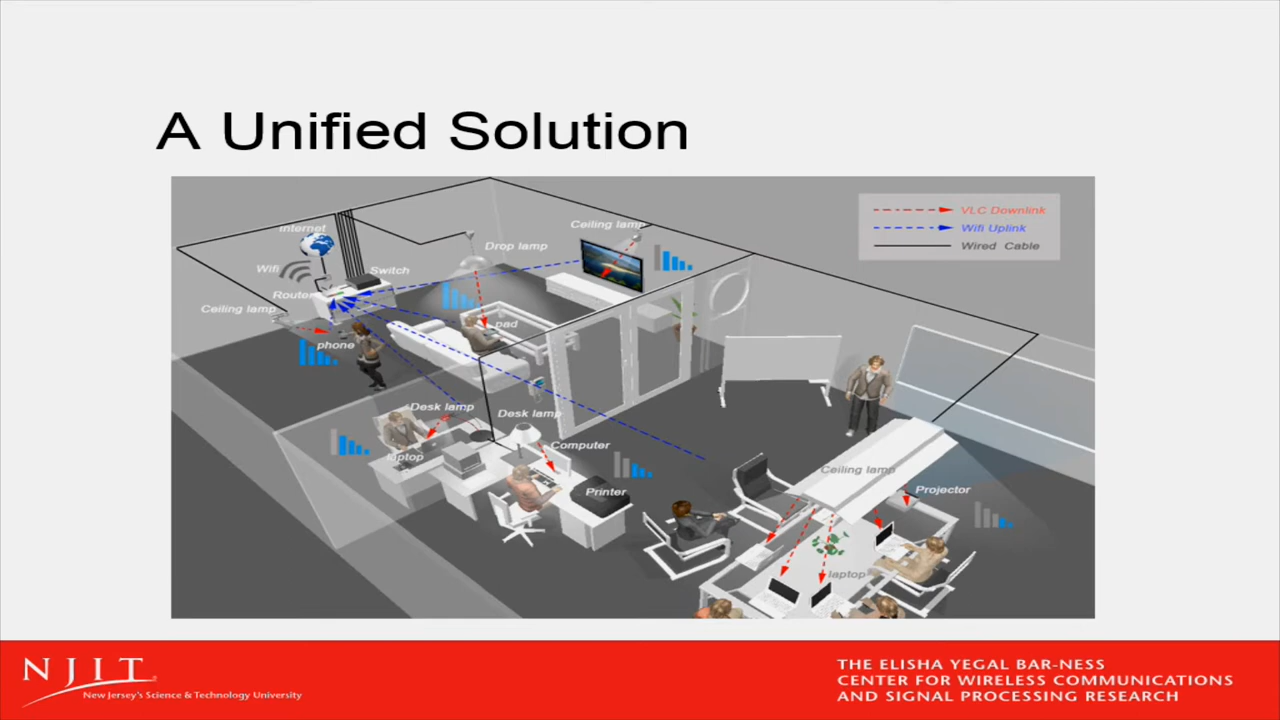 A Unified Solution
VLC Downlink
Wifi Uplink
Wired Cable
Ceiling lamp
Internet
Drop lamp
Wifi
Switch
Router
Ceiling lamp
pad
phone
Desk lamp
Desk lamp
Computer
laptop
Ceiling lamp
Printer
Projector
laptop
NJIT
New Jersey's Science & Technology University
THE ELISHA YEGAL BAR-NESS
CENTER FOR WIRELESS COMMUNICATIONS
AND SIGNAL PROCESSING RESEARCH